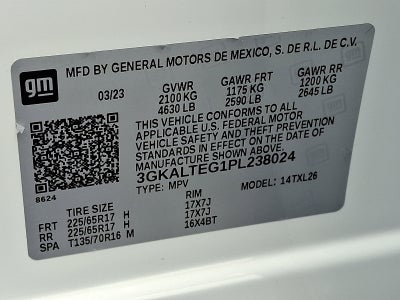 gm MFD BY GENERAL MOTORS DE MEXICO, S. DE R.L. DE C.V.
03/23 GVWR GAWR FRT GAWR RR
2100 KG 1175 KG 1200 KG
4630 LB 2590 LB 2645 LB
THIS VEHICLE CONFORMS TO ALL
APPLICABLE U.S. FEDERAL MOTOR
VEHICLE SAFETY AND THEFT PREVENTION
STANDARDS IN EFFECT ON THE DATE OF
MANUFACTURE SHOWN ABOVE.
3GKALTEG1PL238024
8624 TYPE: MPV MODEL: 14TXL26
TIRE SIZE RIM
FRT 225/65R17 H 17X7J
RR 225/65R17 H 17X7J
SPA T135/70R16 M 16X4BT